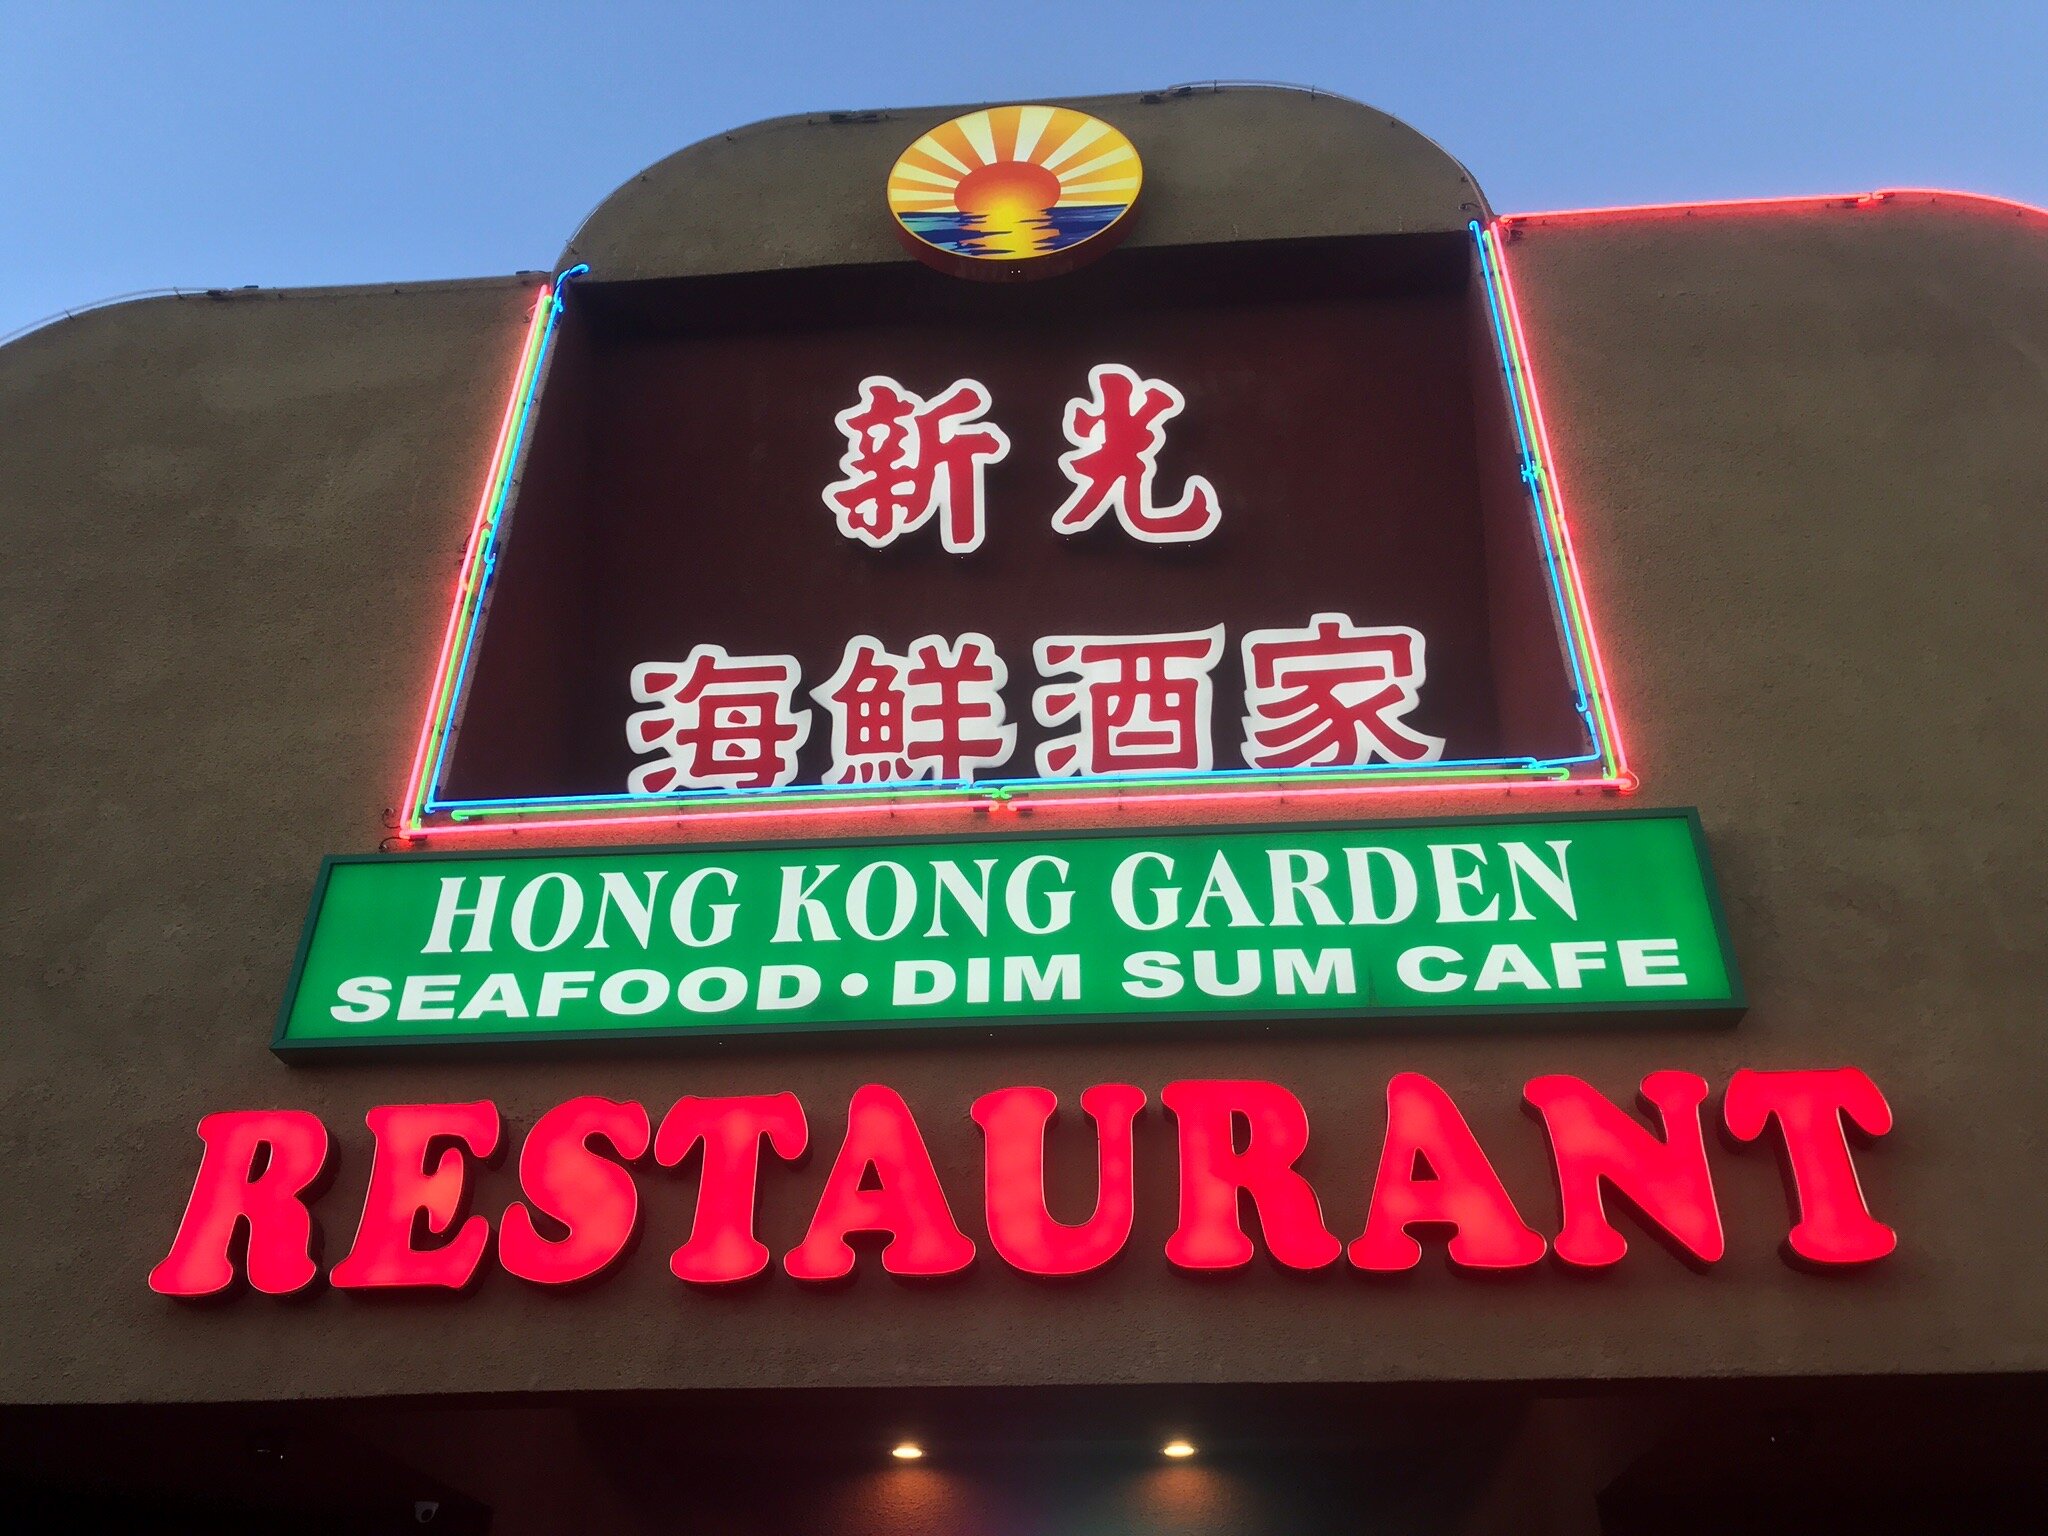 新光
海鮮酒家
HONG KONG GARDEN
SEAFOOD • DIM SUM CAFE
RESTAURANT